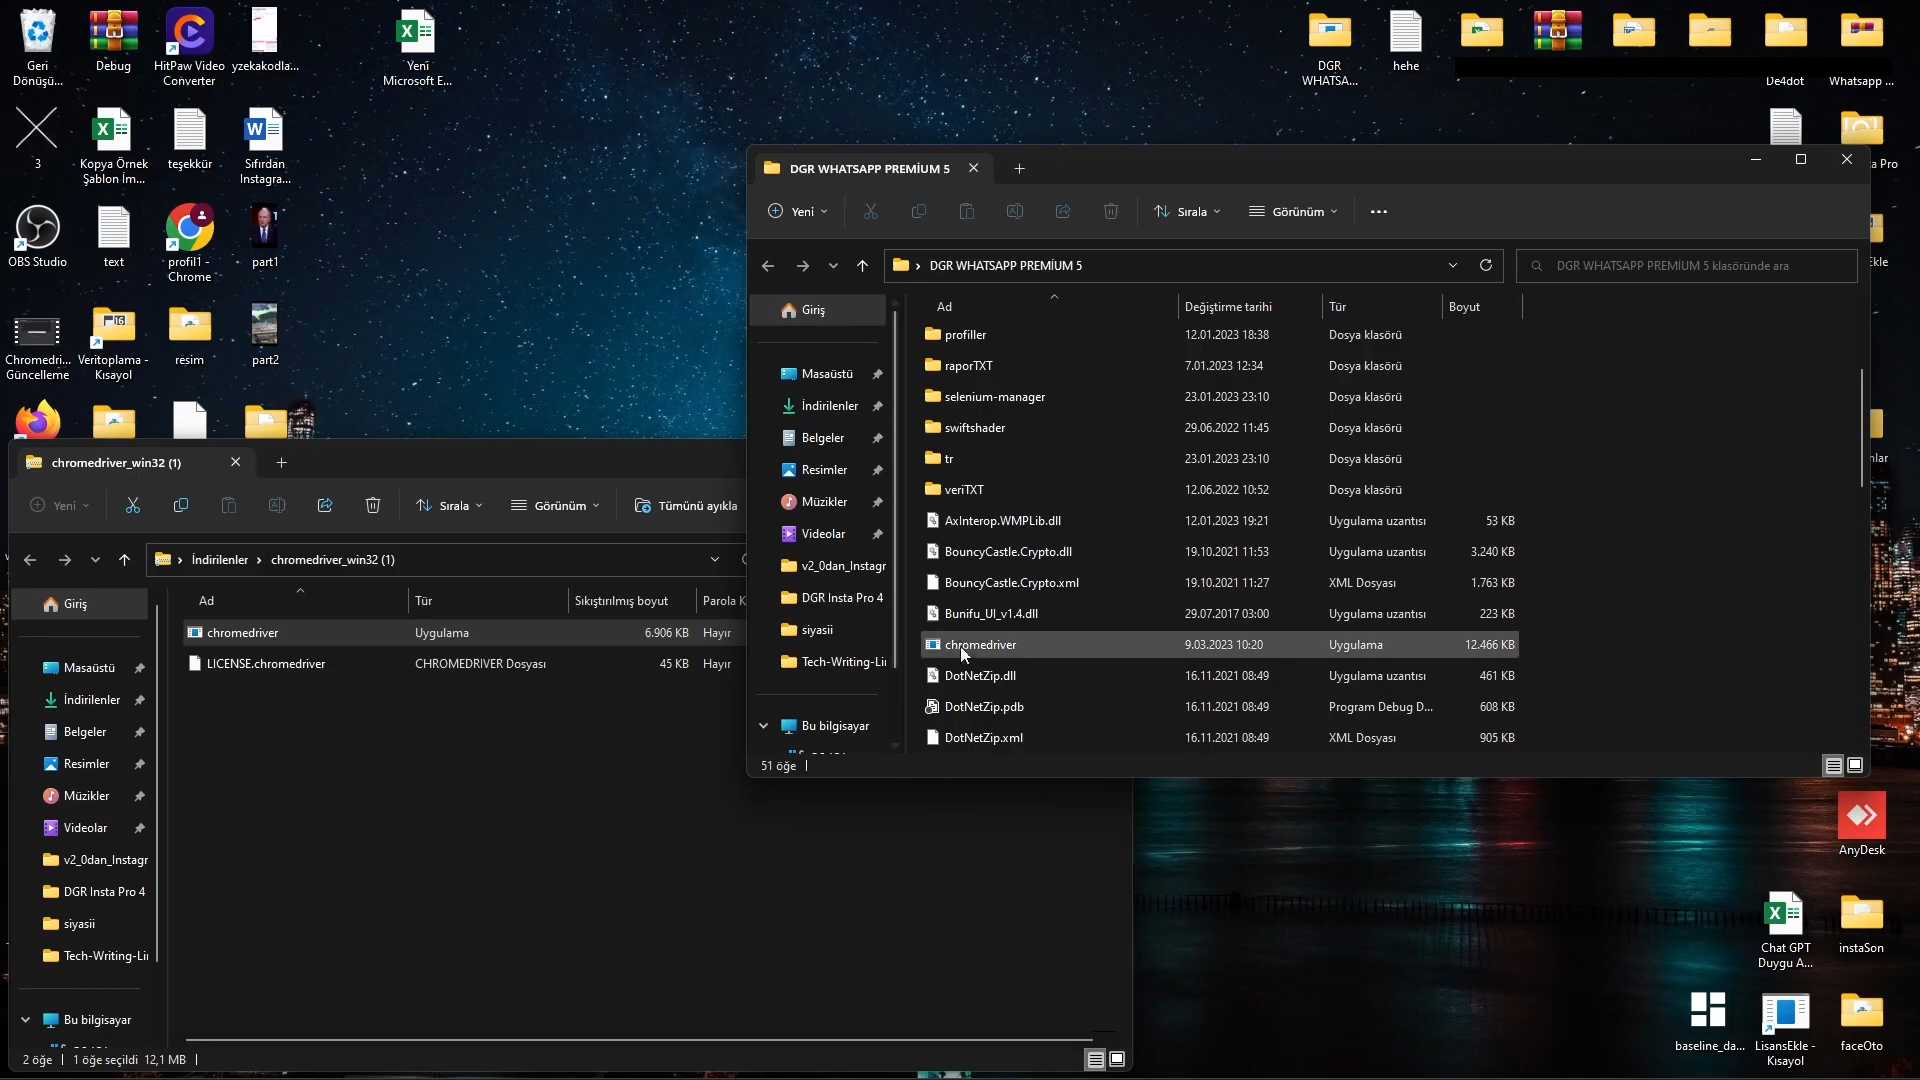 Geri
Dönüşü...
Debug
HitPaw Video
Converter
yzekakodla...
Yeni
Microsoft E...
DGR
WHATSA...
hehe
De4dot
Whatsapp ...
3
Kopya Örnek
Şablon İm...
teşekkür
Sıfırdan
Instagra...
OBS Studio
text
profil1 -
Chrome
part1
Chromedri...
Güncelleme
Veritoplama -
Kısayol
resim
part2
DGR WHATSAPP PREMİUM 5
Yeni
Sırala
Görünüm
DGR WHATSAPP PREMİUM 5
DGR WHATSAPP PREMİUM 5 klasöründe ara
Giriş
Masaüstü
İndirilenler
Belgeler
Resimler
Müzikler
Videolar
v2_0dan_Instagr
DGR Insta Pro 4
siyasii
Tech-Writing-Li
Bu bilgisayar
Ad Değiştirme tarihi Tür Boyut
profiller 12.01.2023 18:38 Dosya klasörü
raporTXT 7.01.2023 12:34 Dosya klasörü
selenium-manager 23.01.2023 23:10 Dosya klasörü
swiftshader 29.06.2022 11:45 Dosya klasörü
tr 23.01.2023 23:10 Dosya klasörü
veriTXT 12.06.2022 10:52 Dosya klasörü
AxInterop.WMPLib.dll 12.01.2023 19:21 Uygulama uzantısı 53 KB
BouncyCastle.Crypto.dll 19.10.2021 11:53 Uygulama uzantısı 3.240 KB
BouncyCastle.Crypto.xml 19.10.2021 11:27 XML Dosyası 1.763 KB
Bunifu_UI_v1.4.dll 29.07.2017 03:00 Uygulama uzantısı 223 KB
chromedriver 9.03.2023 10:20 Uygulama 12.466 KB
DotNetZip.dll 16.11.2021 08:49 Uygulama uzantısı 461 KB
DotNetZip.pdb 16.11.2021 08:49 Program Debug D... 608 KB
DotNetZip.xml 16.11.2021 08:49 XML Dosyası 905 KB
51 öğe
a Pro
Ekle
nlar
chromedriver_win32 (1)
Yeni
Sırala
Görünüm
Tümünü ayıkla
İndirilenler
chromedriver_win32 (1)
Giriş
Masaüstü
İndirilenler
Belgeler
Resimler
Müzikler
Videolar
v2_0dan_Instagr
DGR Insta Pro 4
siyasii
Tech-Writing-Li
Bu bilgisayar
Ad Tür Sıkıştırılmış boyut Parola K
chromedriver Uygulama 6.906 KB Hayır
LICENSE.chromedriver CHROMEDRIVER Dosyası 45 KB Hayır
2 öğe
1 öğe seçildi 12,1 MB
AnyDesk
Chat GPT
Duygu A...
instaSon
baseline_da...
LisansEkle -
Kısayol
faceOto